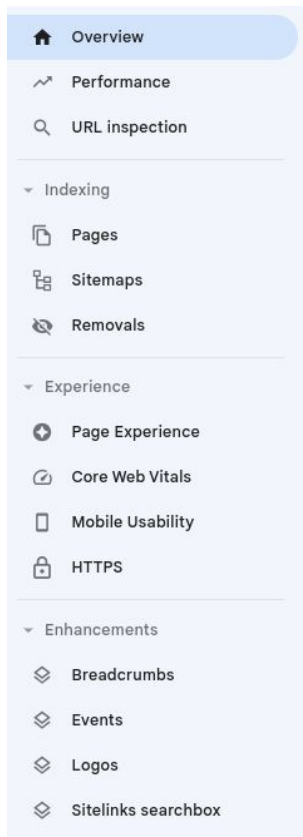 Overview
Performance
URL inspection
Indexing
Pages
Sitemaps
Removals
Experience
Page Experience
Core Web Vitals
Mobile Usability
HTTPS
Enhancements
Breadcrumbs
Events
Logos
Sitelinks searchbox